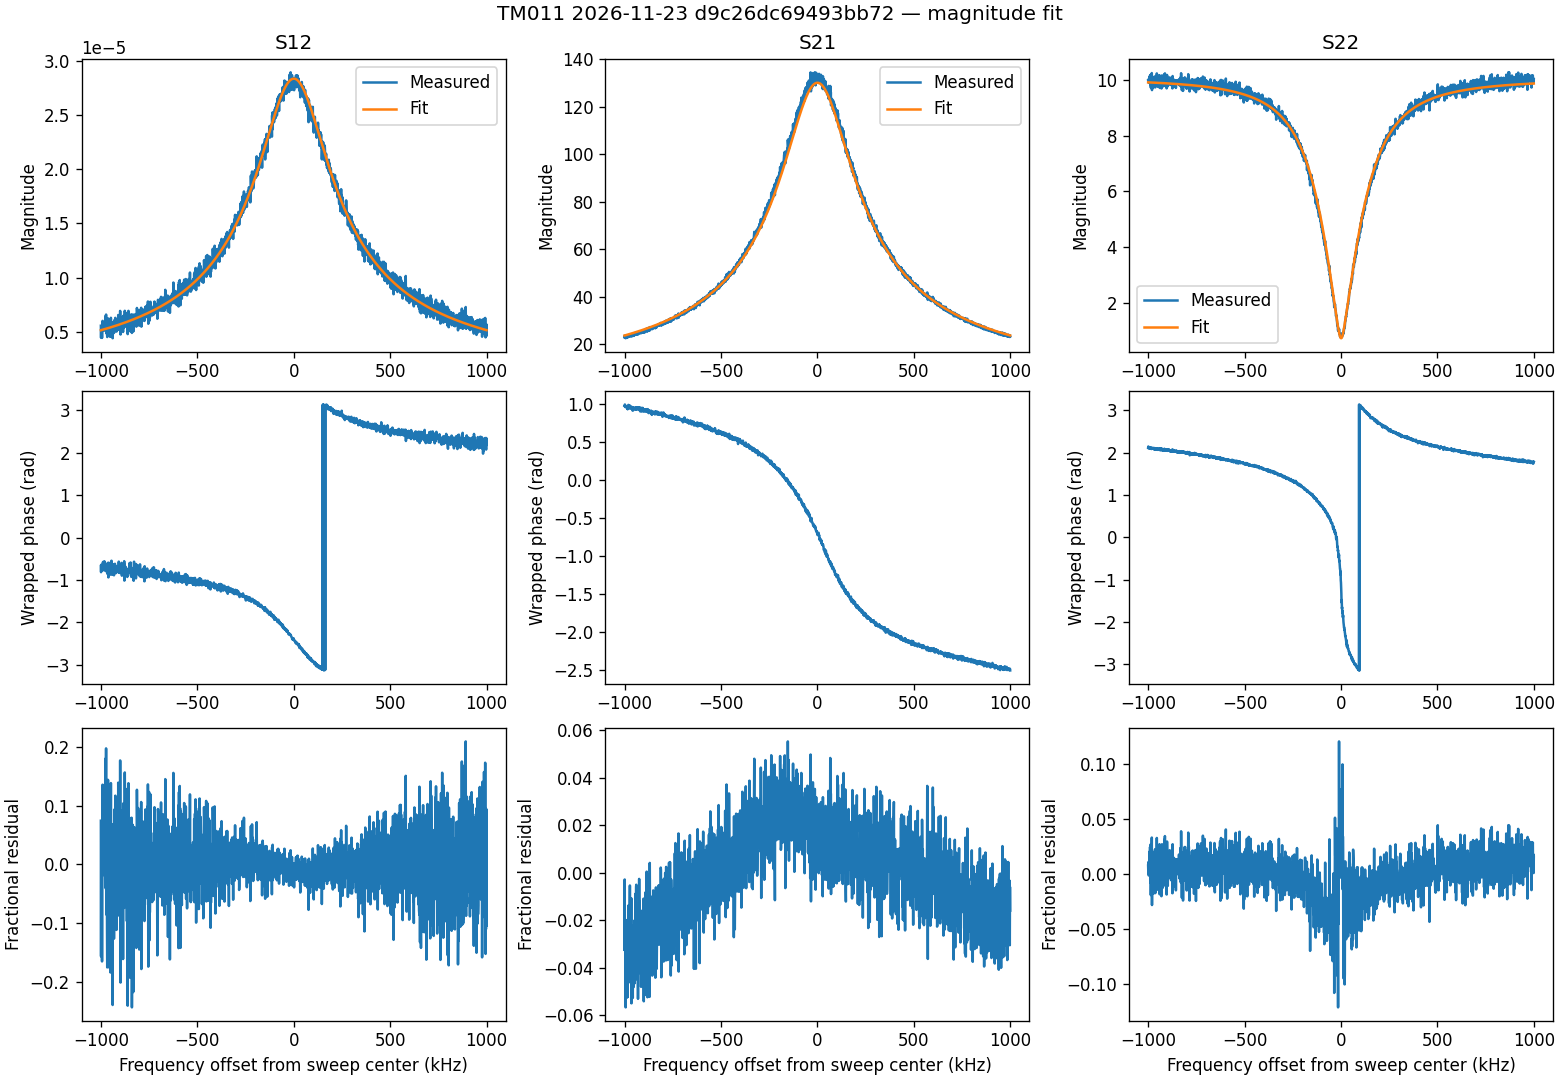 TM011 2026-11-23 d9c26dc69493bb72 — magnitude fit
S12
1e−5
3.0
2.5
2.0
1.5
1.0
0.5
Magnitude
Measured
Fit
−1000 −500 0 500 1000
S21
140
120
100
80
60
40
20
Magnitude
Measured
Fit
−1000 −500 0 500 1000
S22
10
8
6
4
2
Magnitude
Measured
Fit
−1000 −500 0 500 1000
3
2
1
0
−1
−2
−3
Wrapped phase (rad)
−1000 −500 0 500 1000
1.0
0.5
0.0
−0.5
−1.0
−1.5
−2.0
−2.5
Wrapped phase (rad)
−1000 −500 0 500 1000
3
2
1
0
−1
−2
−3
Wrapped phase (rad)
−1000 −500 0 500 1000
0.2
0.1
0.0
−0.1
−0.2
Fractional residual
−1000 −500 0 500 1000
Frequency offset from sweep center (kHz)
0.06
0.04
0.02
0.00
−0.02
−0.04
−0.06
Fractional residual
−1000 −500 0 500 1000
Frequency offset from sweep center (kHz)
0.10
0.05
0.00
−0.05
−0.10
Fractional residual
−1000 −500 0 500 1000
Frequency offset from sweep center (kHz)